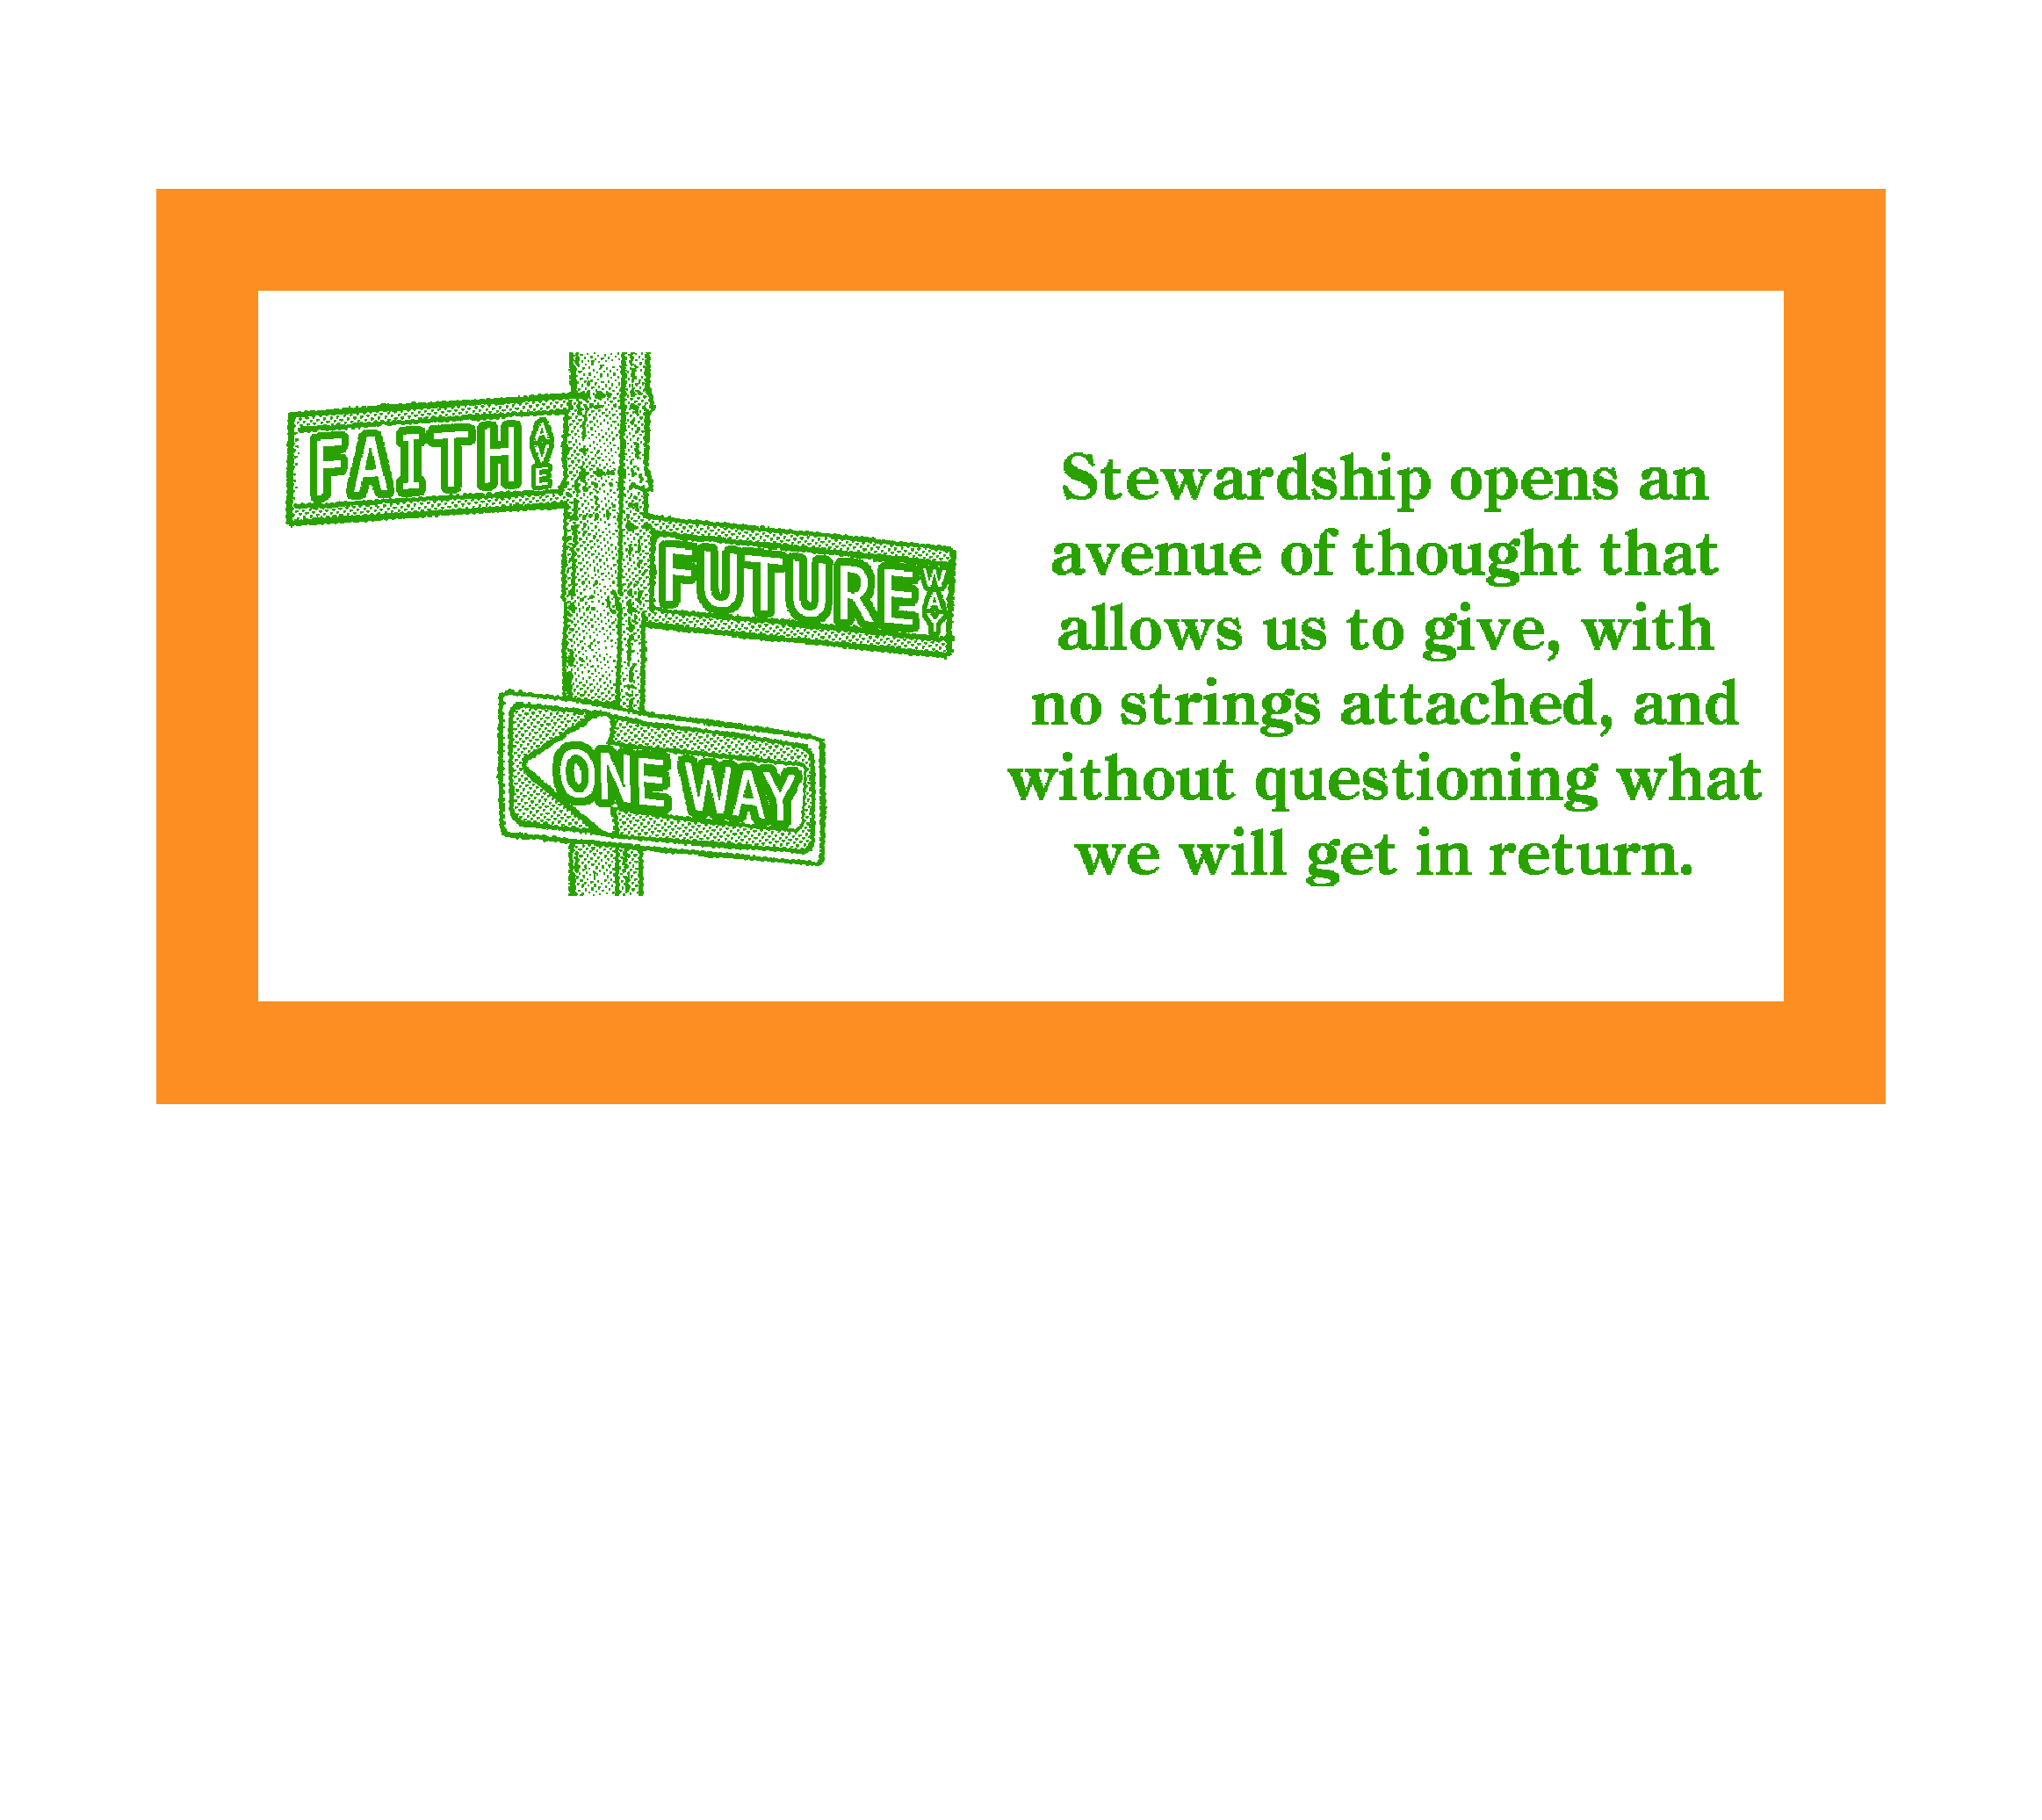 FAITH AVE
FUTURE WAY
ONE WAY
Stewardship opens an
avenue of thought that
allows us to give, with
no strings attached, and
without questioning what
we will get in return.